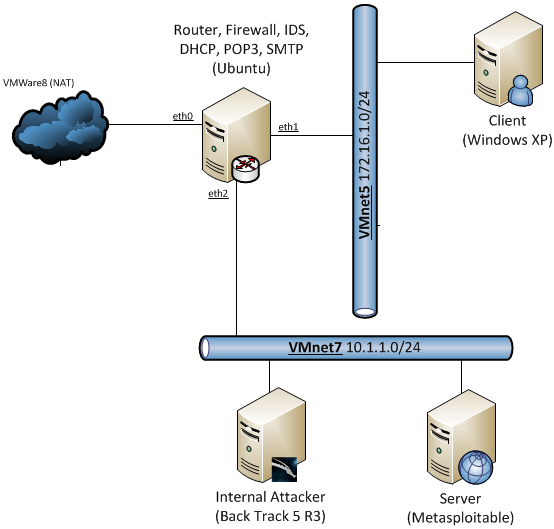 Router, Firewall, IDS,
DHCP, POP3, SMTP
(Ubuntu)
VMWare8 (NAT)
eth0
eth1
eth2
VMnet5 172.16.1.0/24
Client
(Windows XP)
VMnet7 10.1.1.0/24
Internal Attacker
(Back Track 5 R3)
Server
(Metasploitable)